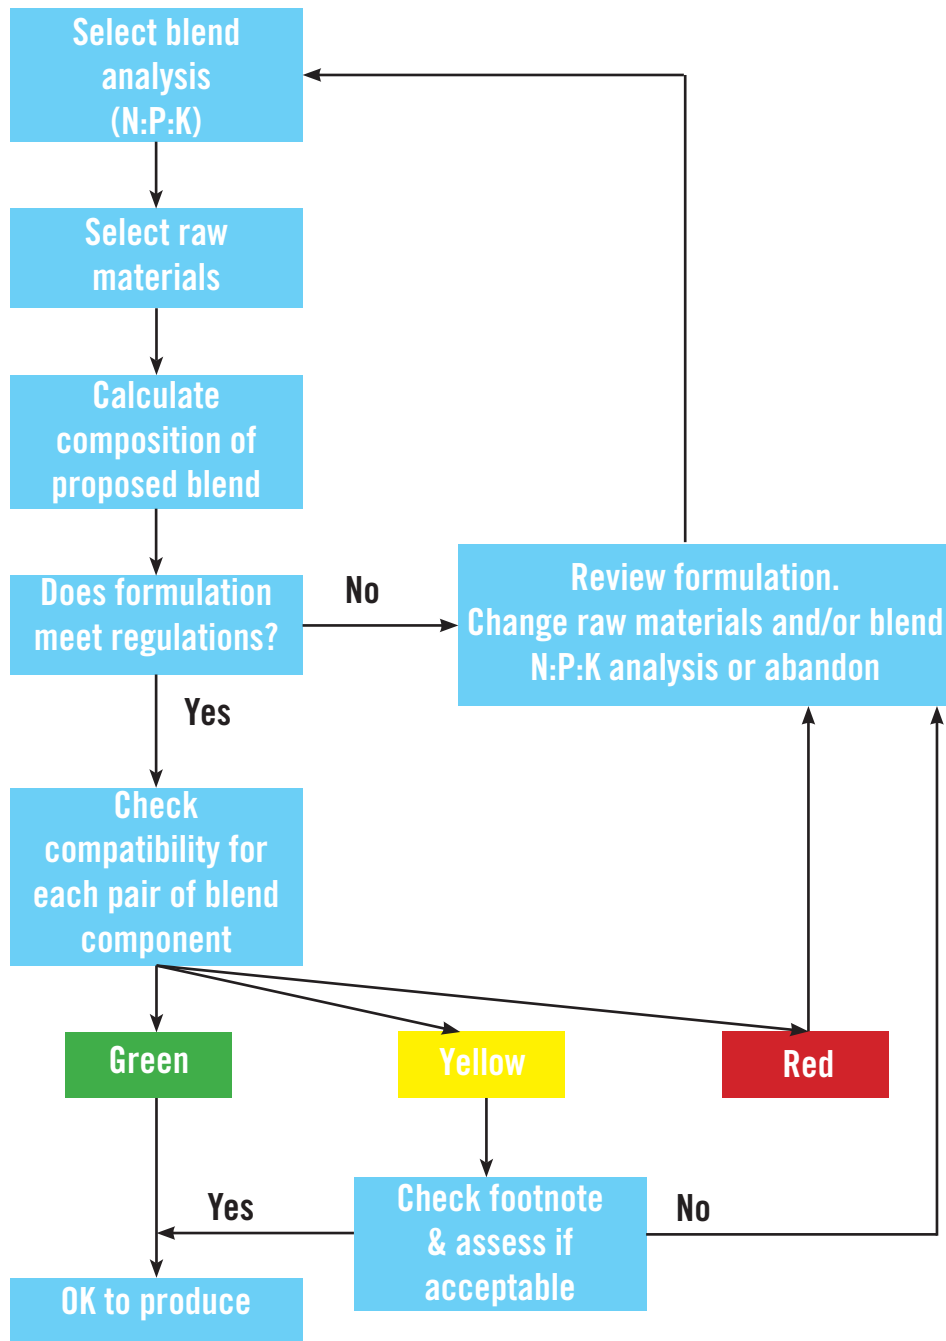 Select blend
analysis
(N:P:K)
Select raw
materials
Calculate
composition of
proposed blend
Does formulation
meet regulations?
No
Review formulation.
Change raw materials and/or blend
N:P:K analysis or abandon
Yes
Check
compatibility for
each pair of blend
component
Green
Yellow
Red
Yes
Check footnote
& assess if
acceptable
No
OK to produce